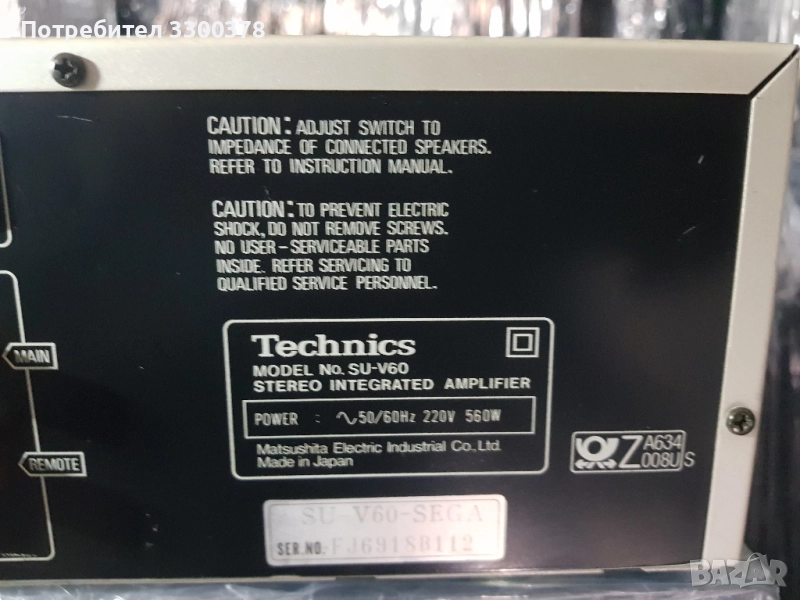 Потребител 3300378
CAUTION: ADJUST SWITCH TO
IMPEDANCE OF CONNECTED SPEAKERS.
REFER TO INSTRUCTION MANUAL.
CAUTION: TO PREVENT ELECTRIC
SHOCK, DO NOT REMOVE SCREWS.
NO USER-SERVICEABLE PARTS
INSIDE. REFER SERVICING TO
QUALIFIED SERVICE PERSONNEL.
MAIN
REMOTE
Technics
MODEL No. SU-V60
STEREO INTEGRATED AMPLIFIER
POWER : ∿50/60Hz 220V 560W
Matsushita Electric Industrial Co., Ltd.
Made in Japan
Z A634
008U S
SU-V60-SEGA
SER.NO. FJ6918B112
BAZAR